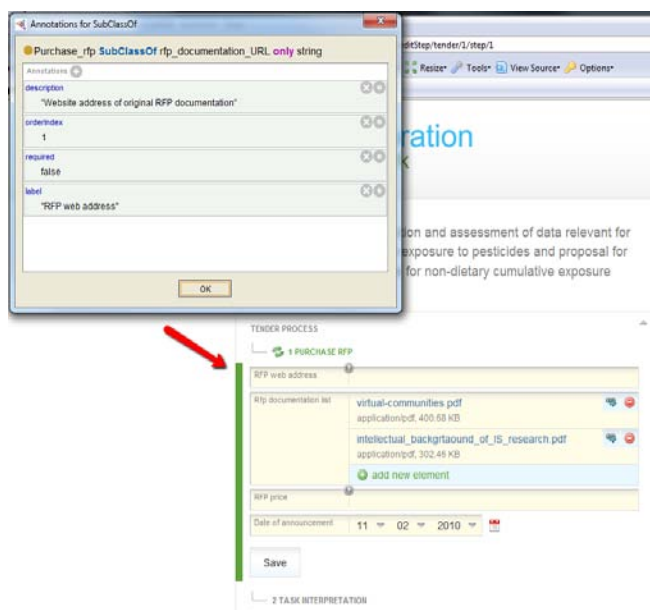 Annotations for SubClassOf
Purchase_rfp SubClassOf rfp_documentation_URL only string
Annotations
description
"Website address of original RFP documentation"
orderIndex
1
required
false
label
"RFP web address"
OK
ditStep/tender/1/step/1
Resizer Tools View Source Options
ration
K
tion and assessment of data relevant for
exposure to pesticides and proposal for
s for non-dietary cumulative exposure
TENDER PROCESS
1 PURCHASE RFP
RFP web address
Rfp documentation list
virtual-communities.pdf
application/pdf, 400.68 KB
intellectual_backgrtaound_of_IS_research.pdf
application/pdf, 302.46 KB
add new element
RFP price
Date of announcement 11 02 2010
Save
2 TASK INTERPRETATION